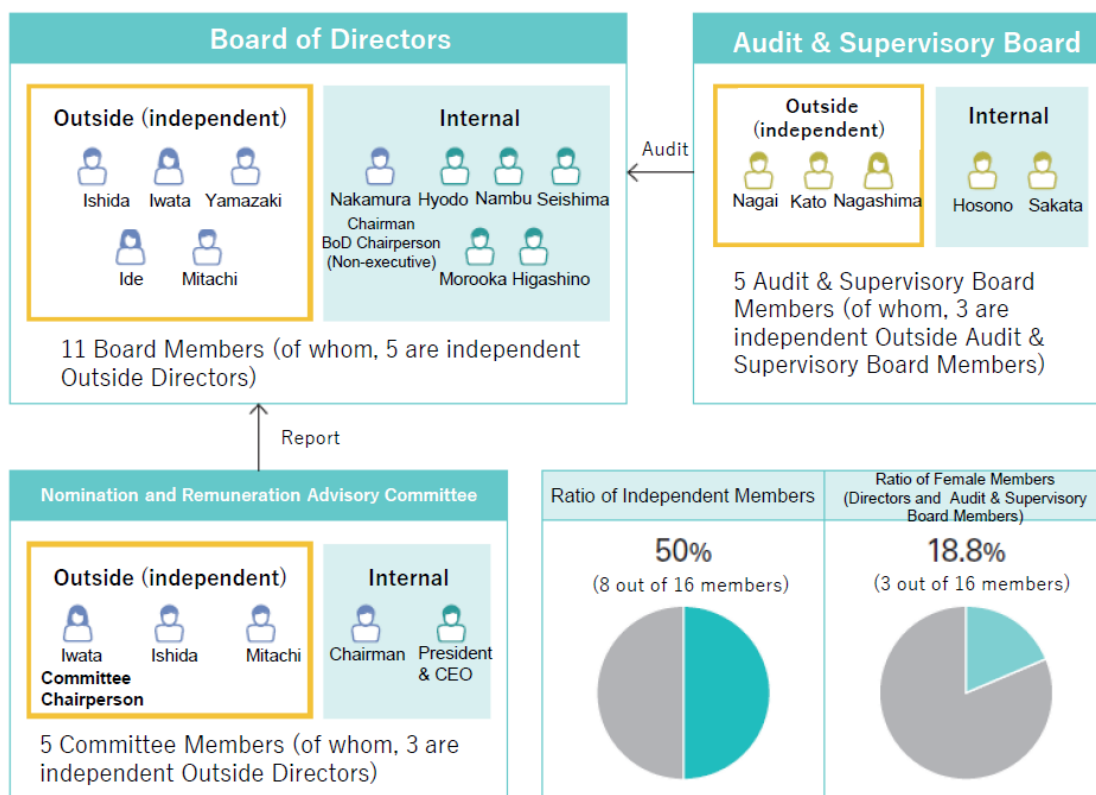 Board of Directors
Outside (independent)
Ishida
Iwata
Yamazaki
Ide
Mitachi
Internal
Nakamura
Chairman
BoD Chairperson
(Non-executive)
Hyodo
Nambu
Seishima
Morooka
Higashino
11 Board Members (of whom, 5 are independent
Outside Directors)
Audit
Audit & Supervisory Board
Outside
(independent)
Nagai
Kato
Nagashima
Internal
Hosono
Sakata
5 Audit & Supervisory Board
Members (of whom, 3 are
independent Outside Audit &
Supervisory Board Members)
Report
Nomination and Remuneration Advisory Committee
Outside (independent)
Iwata
Committee
Chairperson
Ishida
Mitachi
Internal
Chairman
President
& CEO
5 Committee Members (of whom, 3 are
independent Outside Directors)
Ratio of Independent Members
50%
(8 out of 16 members)
Ratio of Female Members
(Directors and Audit & Supervisory
Board Members)
18.8%
(3 out of 16 members)